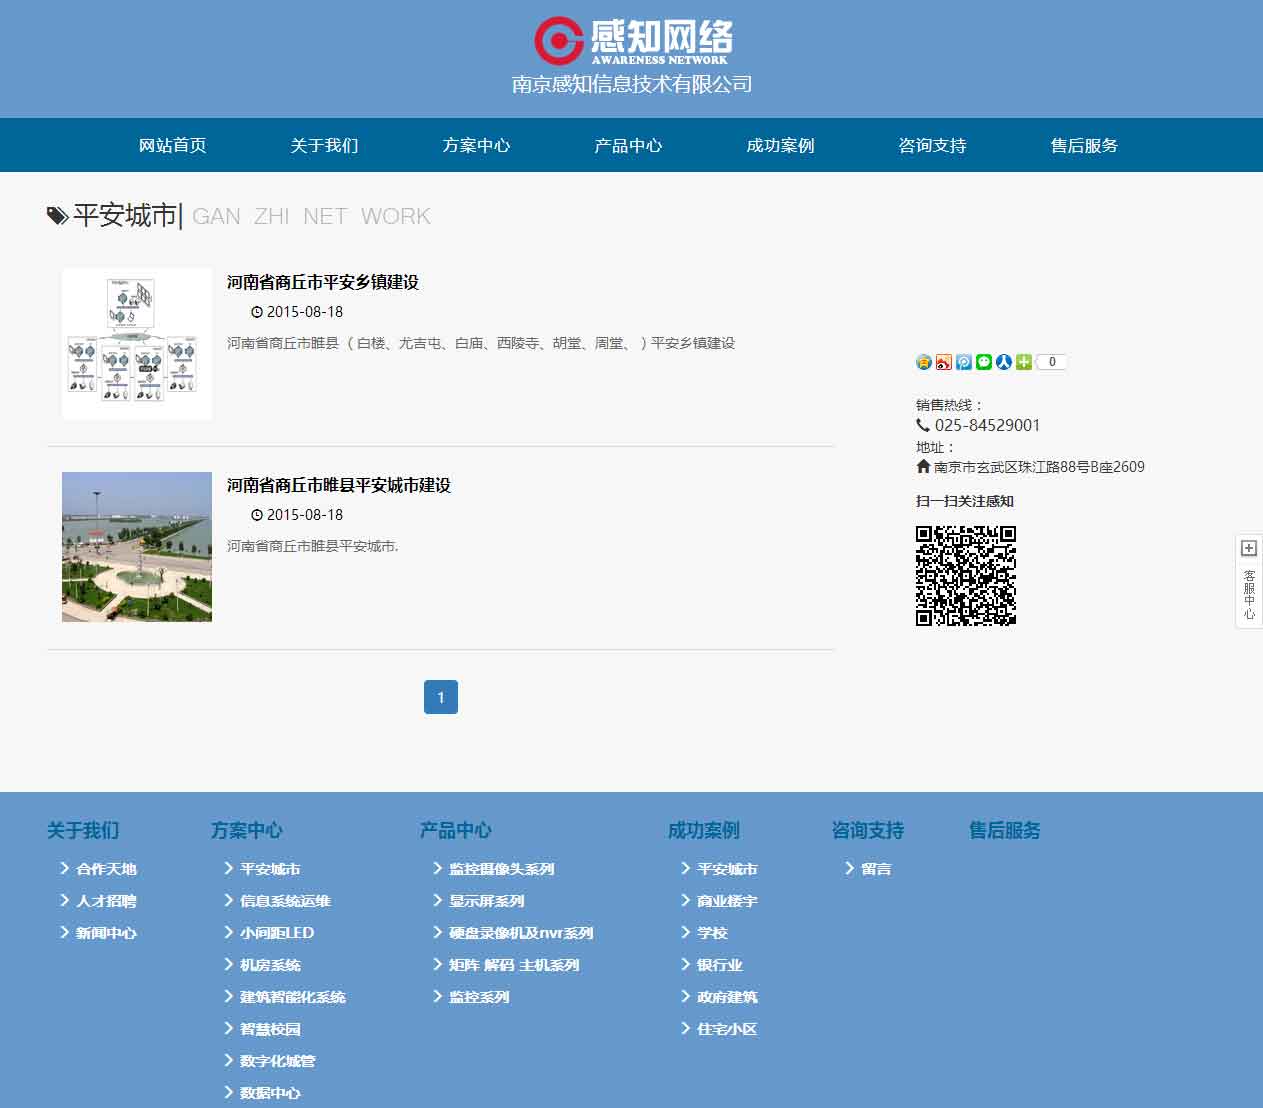 感知网络
AWARENESS NETWORK
南京感知信息技术有限公司
网站首页 关于我们 方案中心 产品中心 成功案例 咨询支持 售后服务
平安城市| GAN ZHI NET WORK
河南省商丘市平安乡镇建设
2015-08-18
河南省商丘市睢县（白楼、尤吉屯、白庙、西陵寺、胡堂、周堂、）平安乡镇建设
河南省商丘市睢县平安城市建设
2015-08-18
河南省商丘市睢县平安城市.
1
0
销售热线：
025-84529001
地址：
南京市玄武区珠江路88号B座2609
扫一扫关注感知
客服中心
关于我们
合作天地
人才招聘
新闻中心
方案中心
平安城市
信息系统运维
小间距LED
机房系统
建筑智能化系统
智慧校园
数字化城管
数据中心
产品中心
监控摄像头系列
显示屏系列
硬盘录像机及nvr系列
矩阵 解码 主机系列
监控系列
成功案例
平安城市
商业楼宇
学校
银行业
政府建筑
住宅小区
咨询支持
留言
售后服务